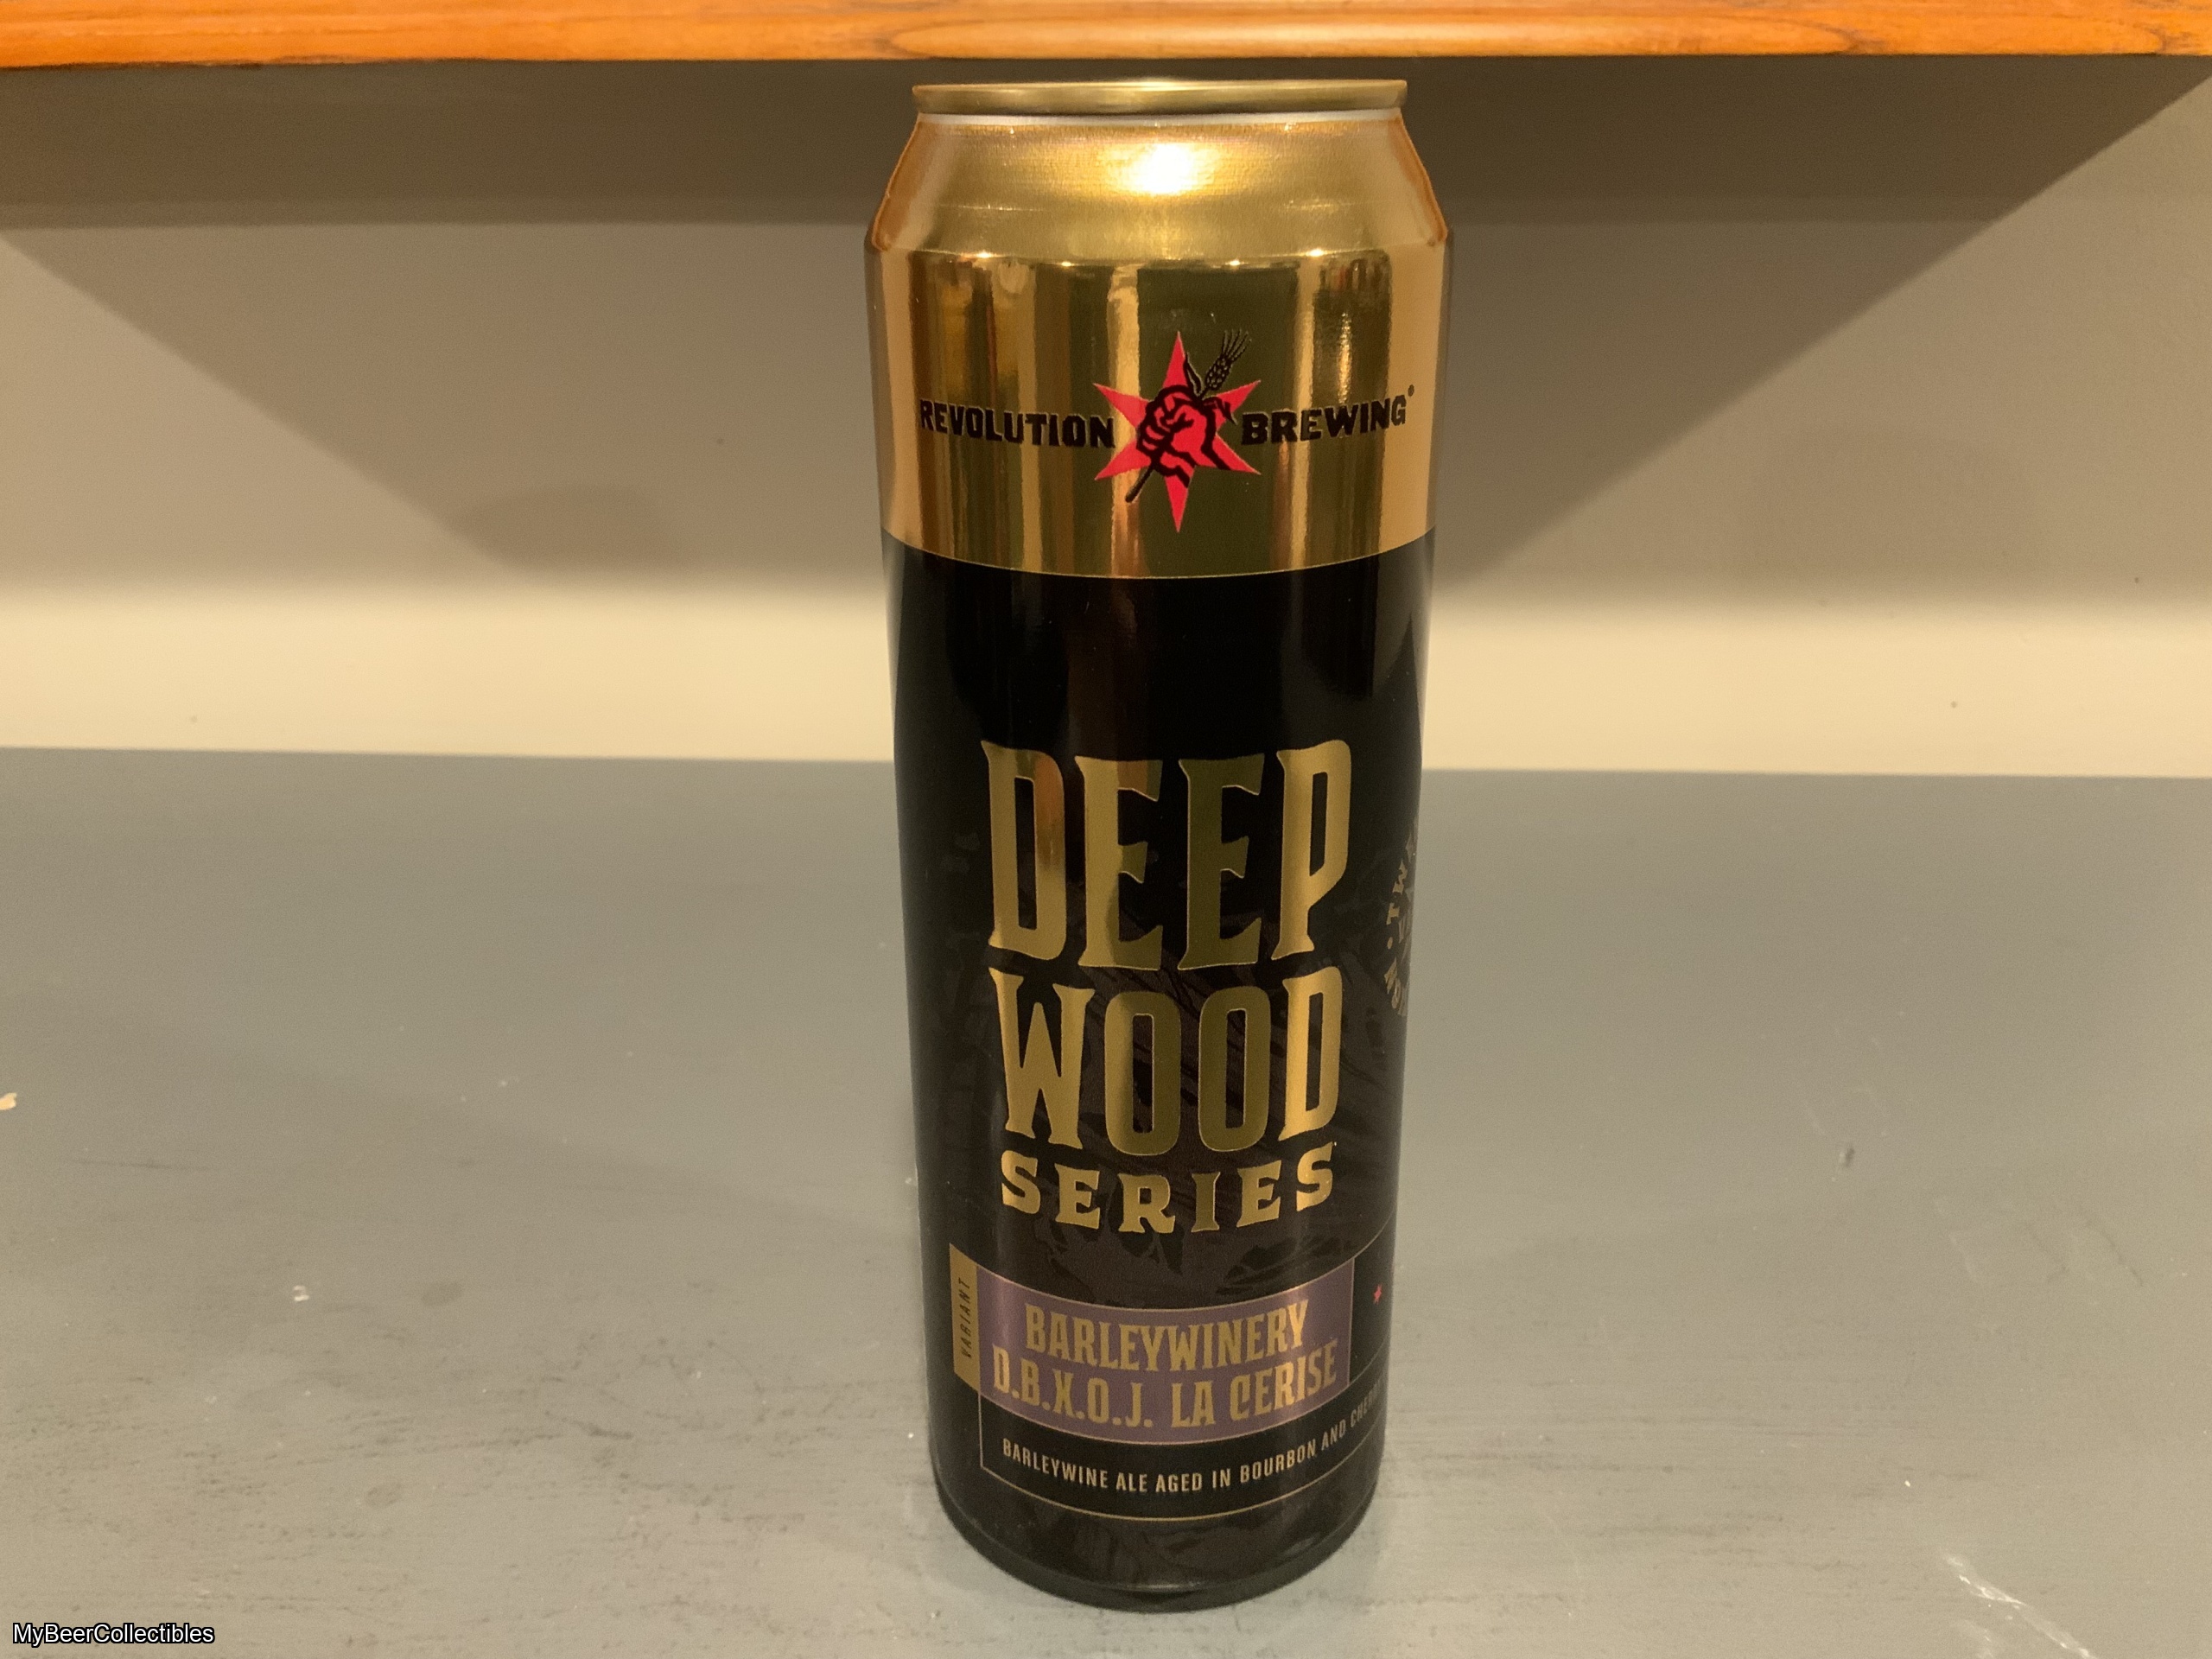 REVOLUTION BREWING
DEEP
WOOD
SERIES
VARIANT
BARLEYWINERY
D.B.X.O.J. LA CERISE
BARLEYWINE ALE AGED IN BOURBON AND
MyBeerCollectibles